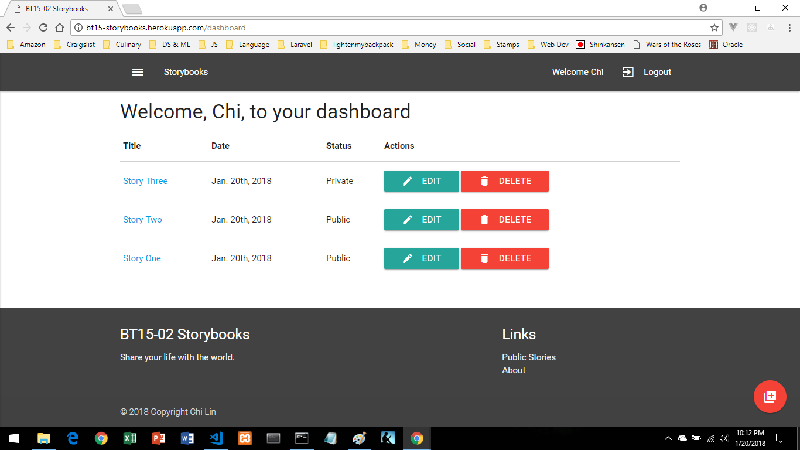 BT15-02 Storybooks
bt15-storybooks.herokuapp.com/dashboard
Amazon Craigslist Culinary DS & ML JS Language Laravel lightenmybackpack Money Social Stamps Web Dev Shinkansen Wars of the Roses Oracle
Storybooks Welcome Chi Logout
Welcome, Chi, to your dashboard
Title Date Status Actions
Story Three Jan. 20th, 2018 Private EDIT DELETE
Story Two Jan. 20th, 2018 Public EDIT DELETE
Story One Jan. 20th, 2018 Public EDIT DELETE
BT15-02 Storybooks Links
Share your life with the world. Public Stories
About
© 2018 Copyright Chi Lin
10:12 PM
1/20/2018